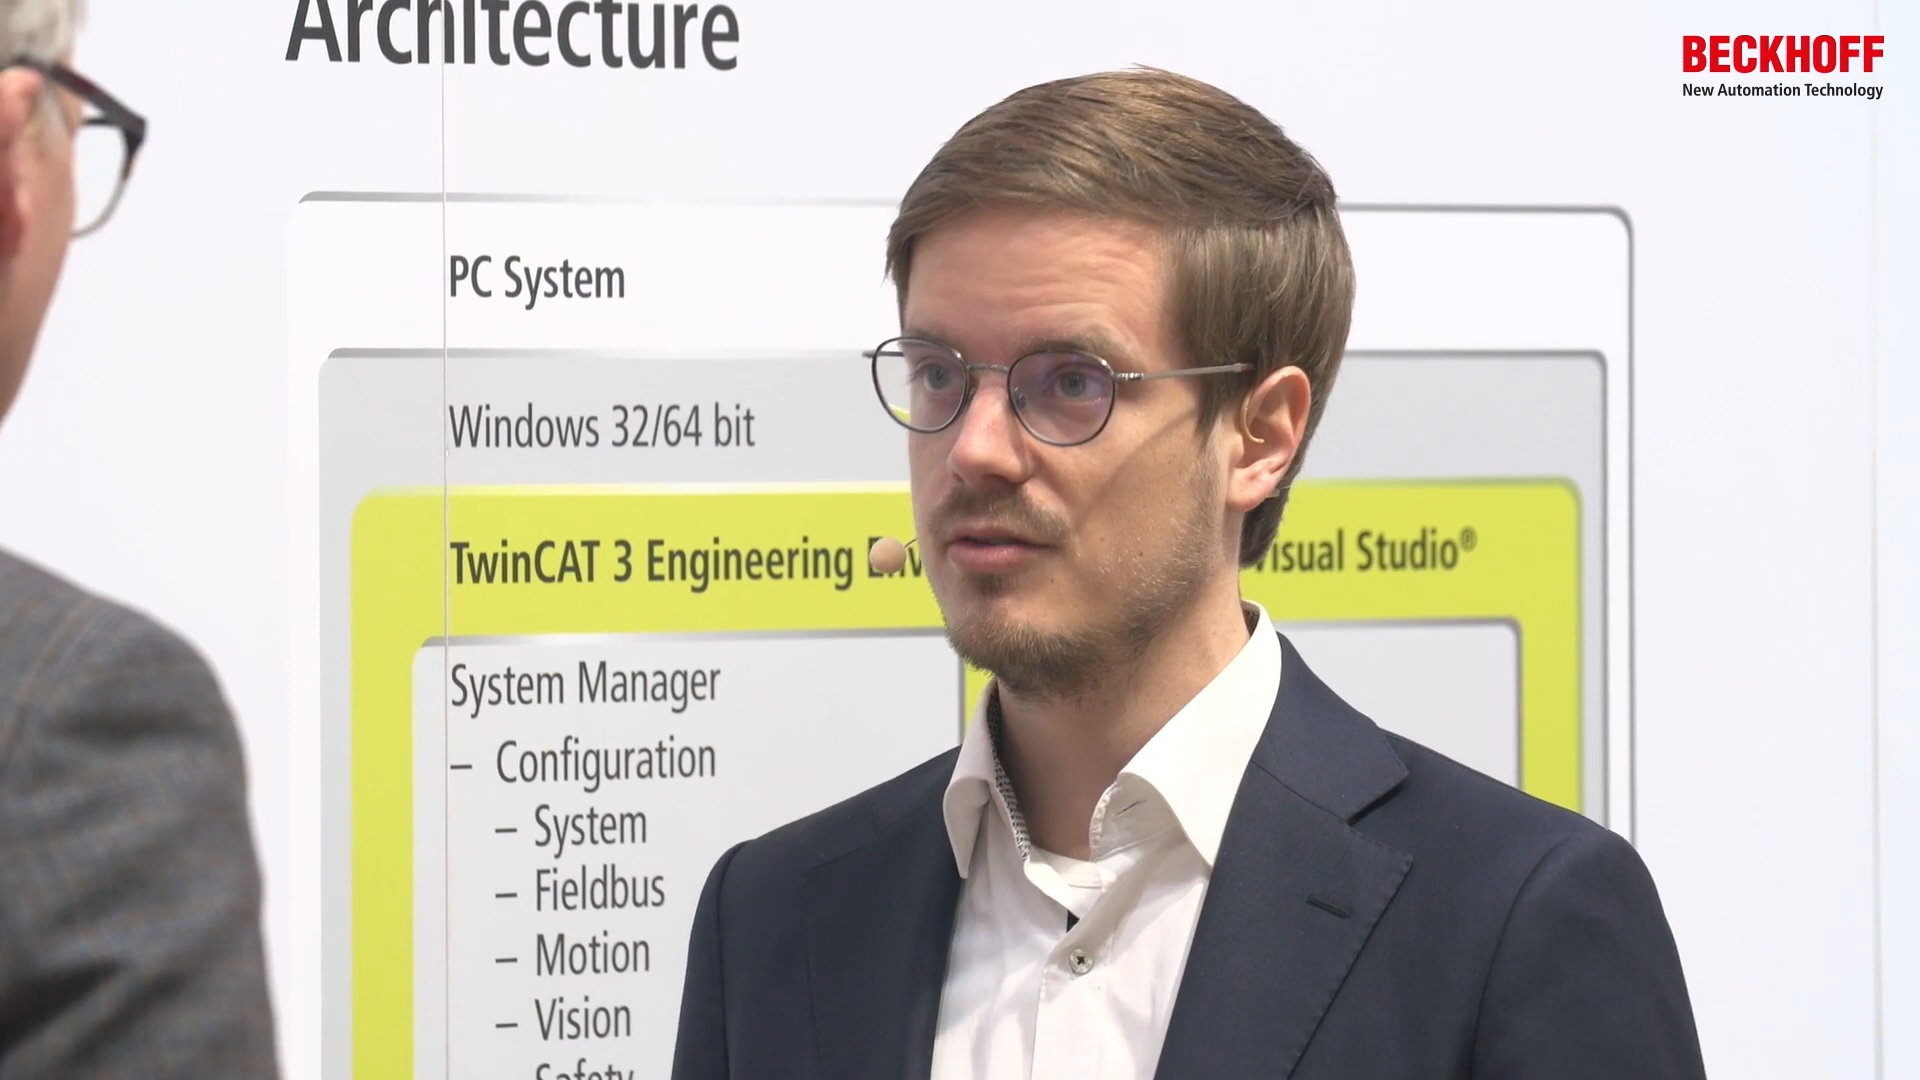 Architecture
BECKHOFF
New Automation Technology
PC System
Windows 32/64 bit
TwinCAT 3 Engineering Visual Studio®
System Manager
– Configuration
– System
– Fieldbus
– Motion
– Vision
Safety